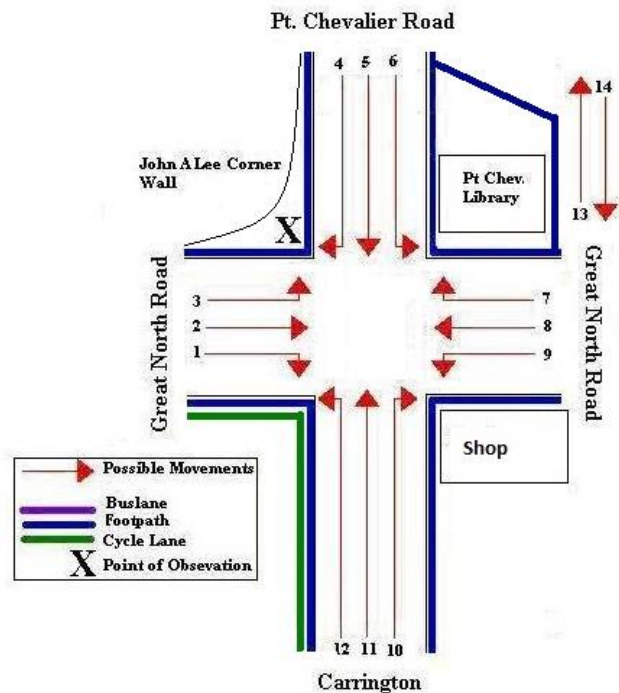 Pt. Chevalier Road
4 5 6
14
John A Lee Corner
Wall
Pt Chev.
Library
X
13
3
2
1
7
8
9
Great North Road
Great North Road
Shop
Possible Movements
Buslane
Footpath
Cycle Lane
X Point of Obsevation
12 11 10
Carrington